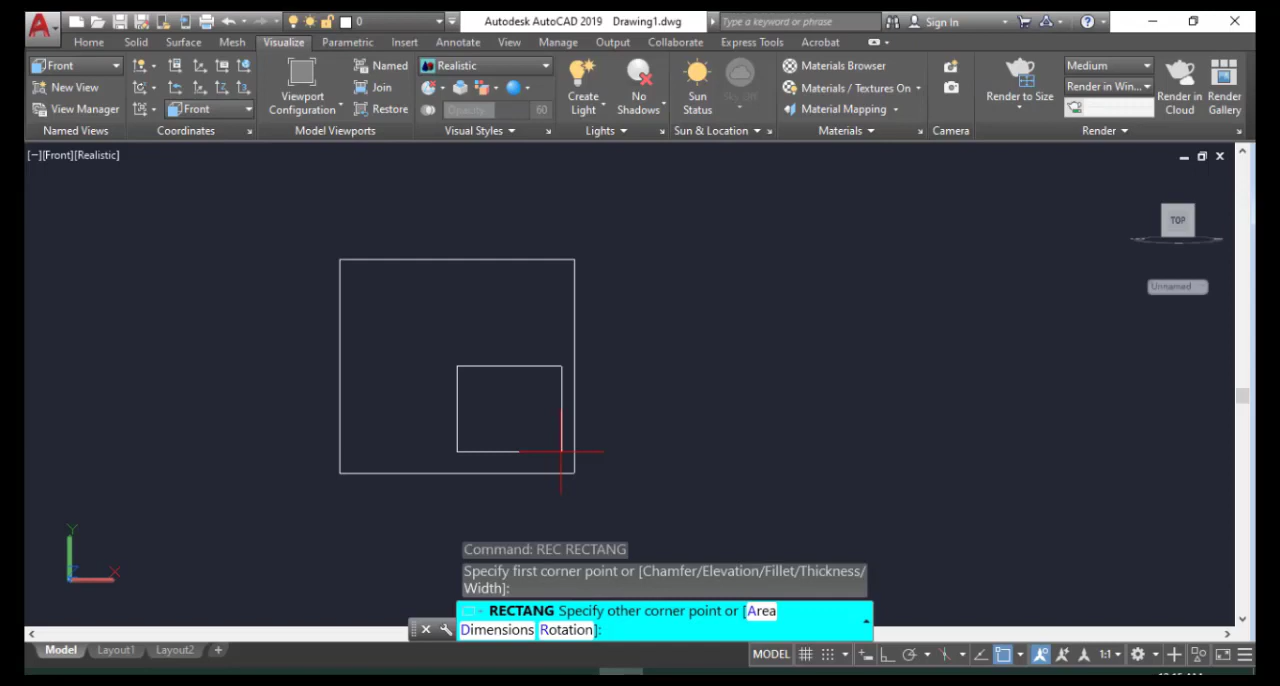 A 0 Autodesk AutoCAD 2019 Drawing1.dwg Type a keyword or phrase Sign In
Home Solid Surface Mesh Visualize Parametric Insert Annotate View Manage Output Collaborate Express Tools Acrobat
Front Named Realistic Materials Browser Medium
New View Join Create Light No Shadows Sun Status Materials / Textures On Render to Size Render in Win... Render in Cloud Render Gallery
View Manager Front Viewport Configuration Restore Opacity 60 Material Mapping
Named Views Coordinates Model Viewports Visual Styles Lights Sun & Location Materials Camera Render
[−][Front][Realistic]
TOP
Unnamed
Y
X
Command: REC RECTANG
Specify first corner point or [Chamfer/Elevation/Fillet/Thickness/
Width]:
RECTANG Specify other corner point or [Area
Dimensions Rotation]:
Model Layout1 Layout2 +
MODEL 1:1